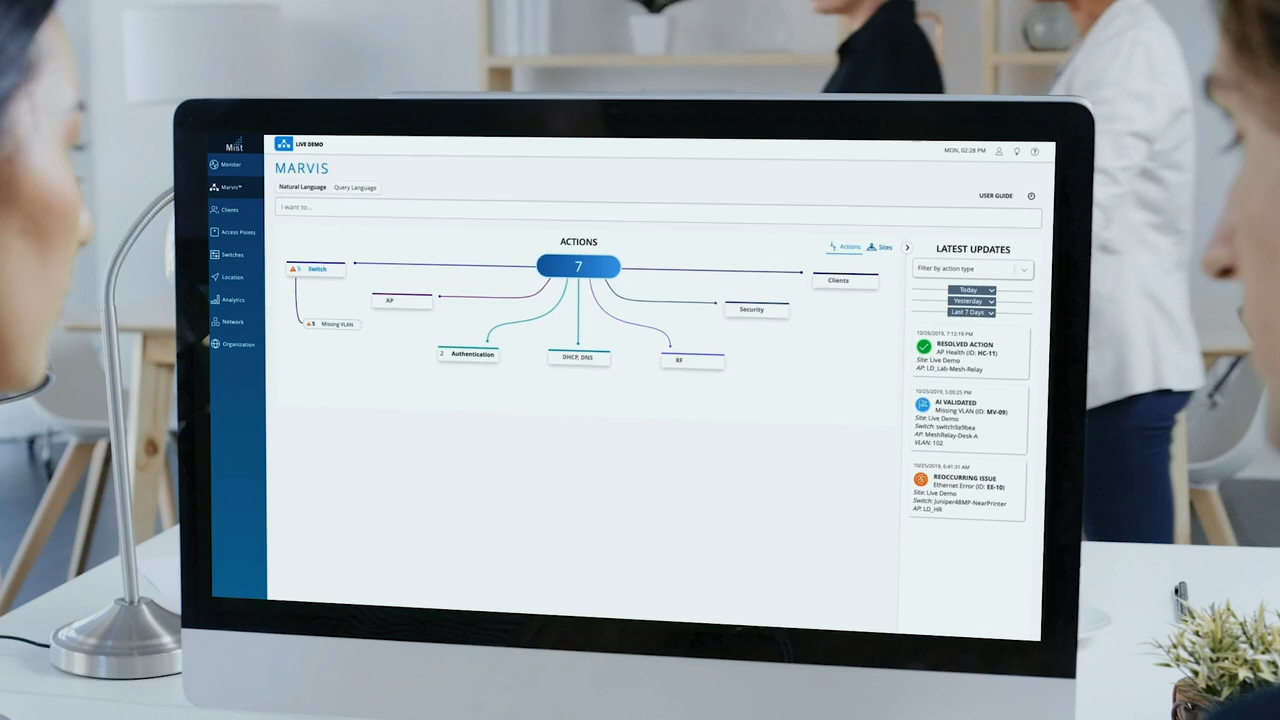 Mist
Monitor
Marvis™
Clients
Access Points
Switches
Location
Analytics
Network
Organization
LIVE DEMO
MON, 02:28 PM
MARVIS
Natural Language Query Language
USER GUIDE
I want to...
ACTIONS
Actions Sites
7
5 Switch
5 Missing VLAN
AP
2 Authentication
DHCP, DNS
RF
Security
Clients
LATEST UPDATES
Filter by action type
Today
Yesterday
Last 7 Days
10/26/2019, 7:12:19 PM
RESOLVED ACTION
AP Health (ID: HC-11)
Site: Live Demo
AP: LD_Lab-Mesh-Relay
10/25/2019, 5:00:25 PM
AI VALIDATED
Missing VLAN (ID: MV-09)
Site: Live Demo
Switch: switch9a9bea
AP: MeshRelay-Desk-A
VLAN: 102
10/25/2019, 6:41:31 AM
REOCCURRING ISSUE
Ethernet Error (ID: EE-10)
Site: Live Demo
Switch: Juniper48MP-NearPrinter
AP: LD_HR